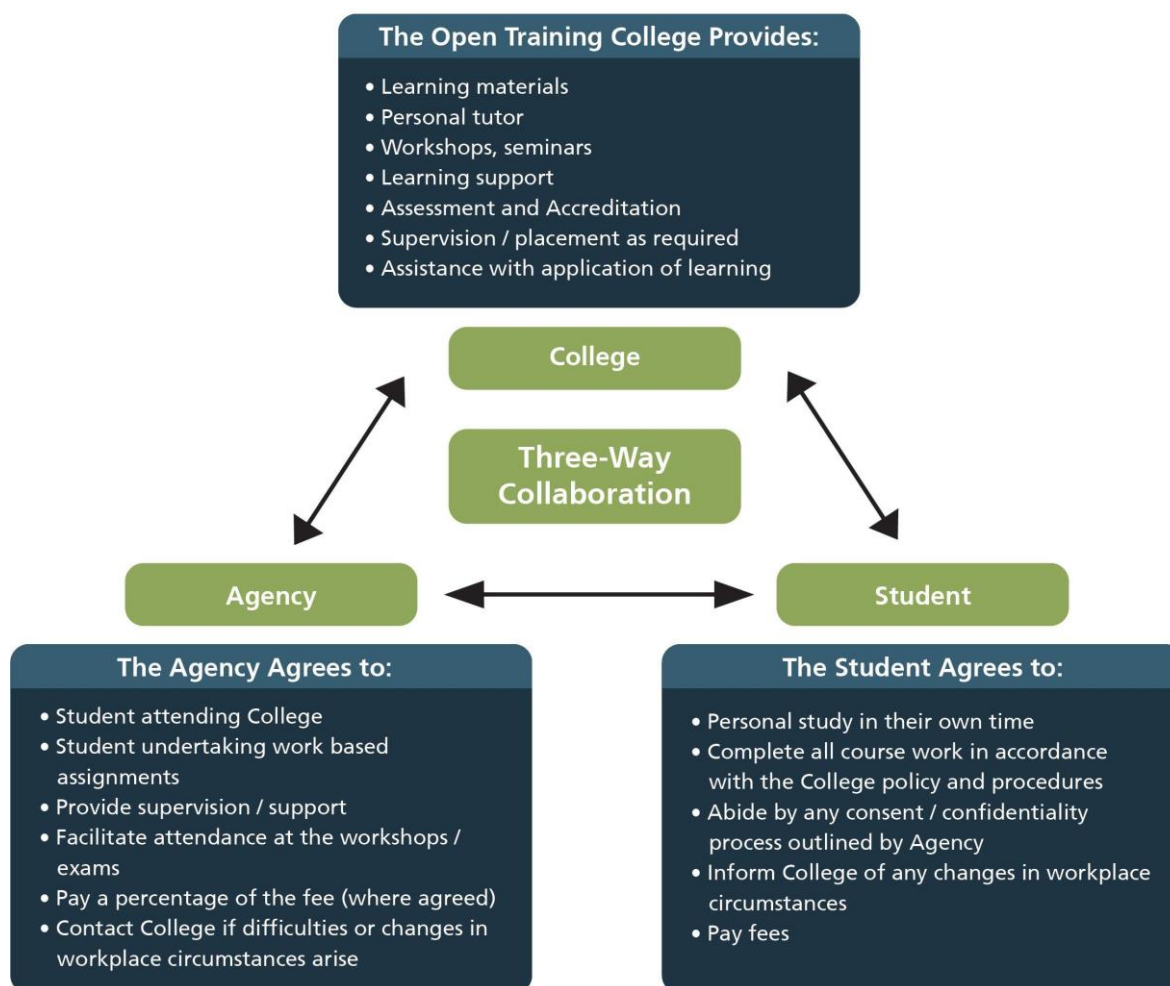 The Open Training College Provides:
• Learning materials
• Personal tutor
• Workshops, seminars
• Learning support
• Assessment and Accreditation
• Supervision / placement as required
• Assistance with application of learning
College
Three-Way
Collaboration
Agency
Student
The Agency Agrees to:
• Student attending College
• Student undertaking work based
assignments
• Provide supervision / support
• Facilitate attendance at the workshops /
exams
• Pay a percentage of the fee (where agreed)
• Contact College if difficulties or changes in
workplace circumstances arise
The Student Agrees to:
• Personal study in their own time
• Complete all course work in accordance
with the College policy and procedures
• Abide by any consent / confidentiality
process outlined by Agency
• Inform College of any changes in workplace
circumstances
• Pay fees